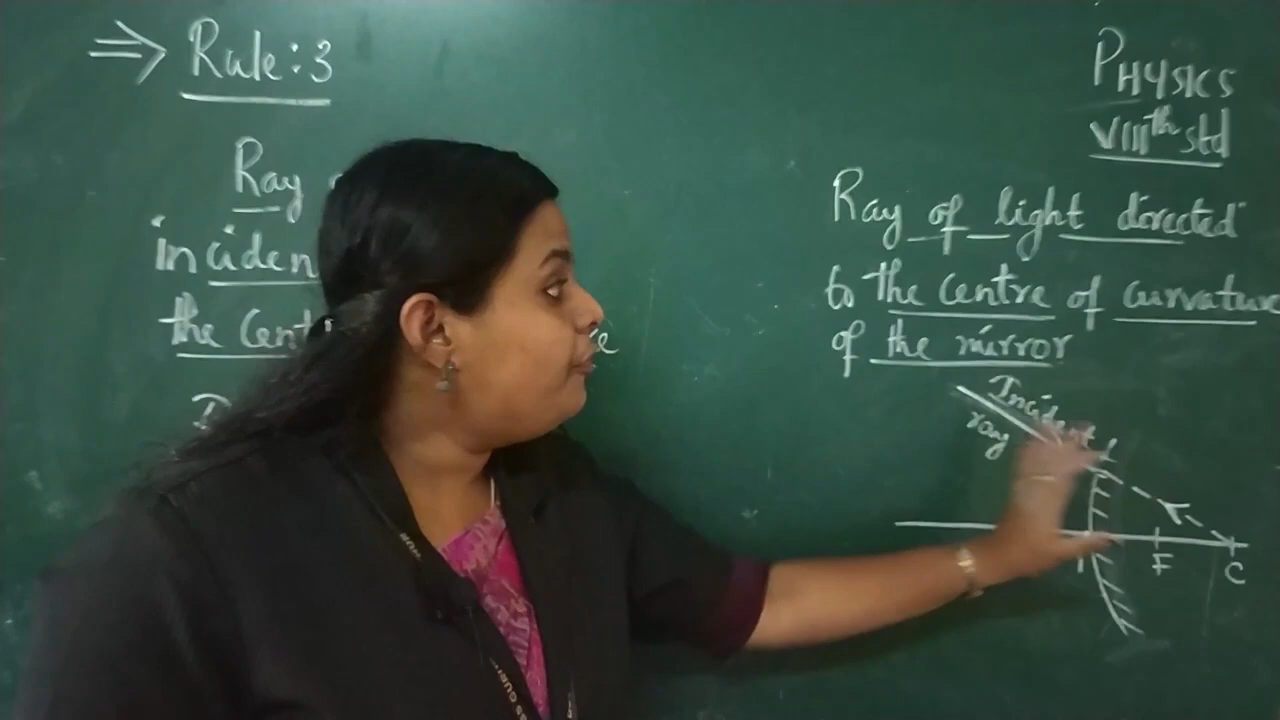 ⇒ Rule:3
PHYSICS
VIIIth std
Ray
inciden
the Cent
Ray of light directed
to the centre of curvature
of the mirror
Incident
ray
F
C